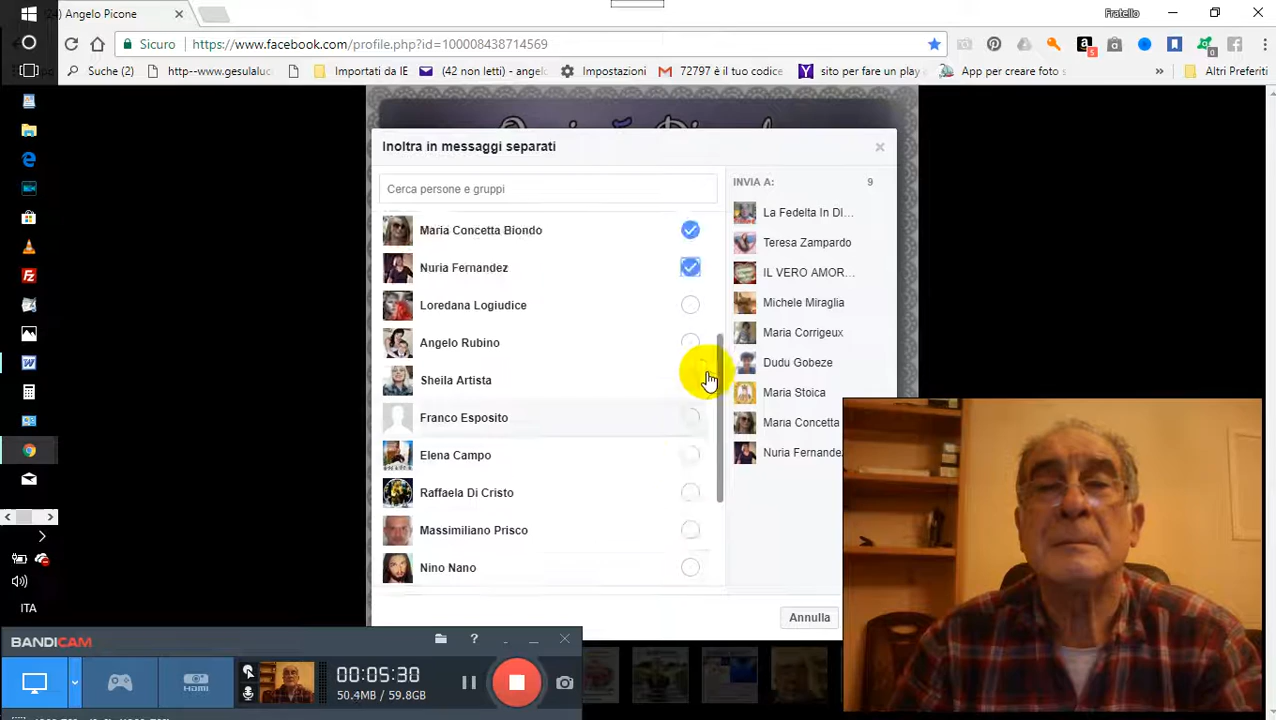 Angelo Picone
Fratello
Sicuro
https://www.facebook.com/profile.php?id=100008438714569
5
Suche (2)
http--www.gesulaluc
Importati da IE
(42 non letti) - angelo
Impostazioni
72797 è il tuo codice
sito per fare un play
App per creare foto s
»
Altri Preferiti
Inoltra in messaggi separati
Cerca persone e gruppi
Maria Concetta Biondo
Nuria Fernandez
Loredana Logiudice
Angelo Rubino
Sheila Artista
Franco Esposito
Elena Campo
Raffaela Di Cristo
Massimiliano Prisco
Nino Nano
INVIA A: 9
La Fedelta In Di...
Teresa Zampardo
IL VERO AMOR...
Michele Miraglia
Maria Corrigeux
Dudu Gobeze
Maria Stoica
Maria Concetta
Nuria Fernande
Annulla
ITA
BANDICAM
?
HDMI
00:05:30
50.4MB / 59.8GB